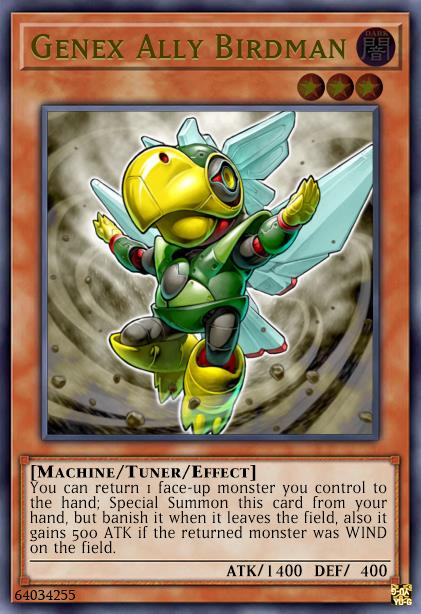 GENEX ALLY BIRDMAN
DARK
闇
[MACHINE/TUNER/EFFECT]
You can return 1 face-up monster you control
to the hand; Special Summon this card from your
hand, but banish it when it leaves the field, also it
gains 500 ATK if the returned monster was WIND
on the field.
ATK/1400 DEF/ 400
64034255